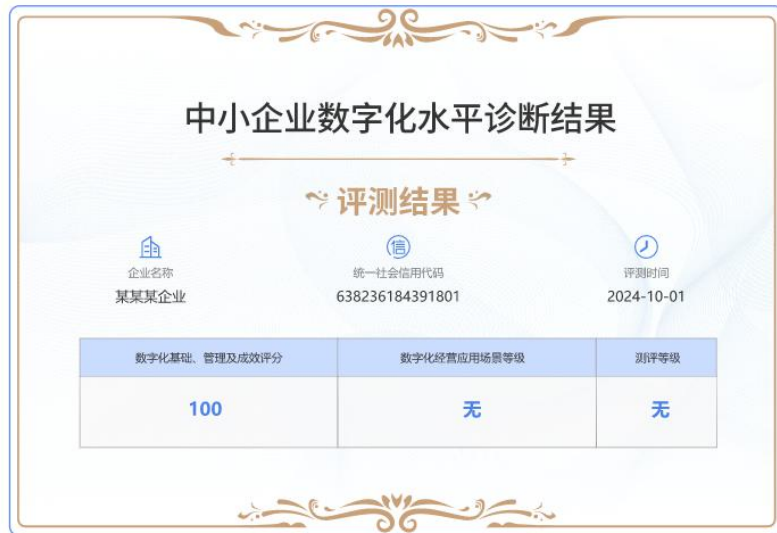 中小企业数字化水平诊断结果
评测结果
企业名称 统一社会信用代码 评测时间
某某某企业 638236184391801 2024-10-01
数字化基础、管理及成效评分 数字化经营应用场景等级 测评等级
100 无 无